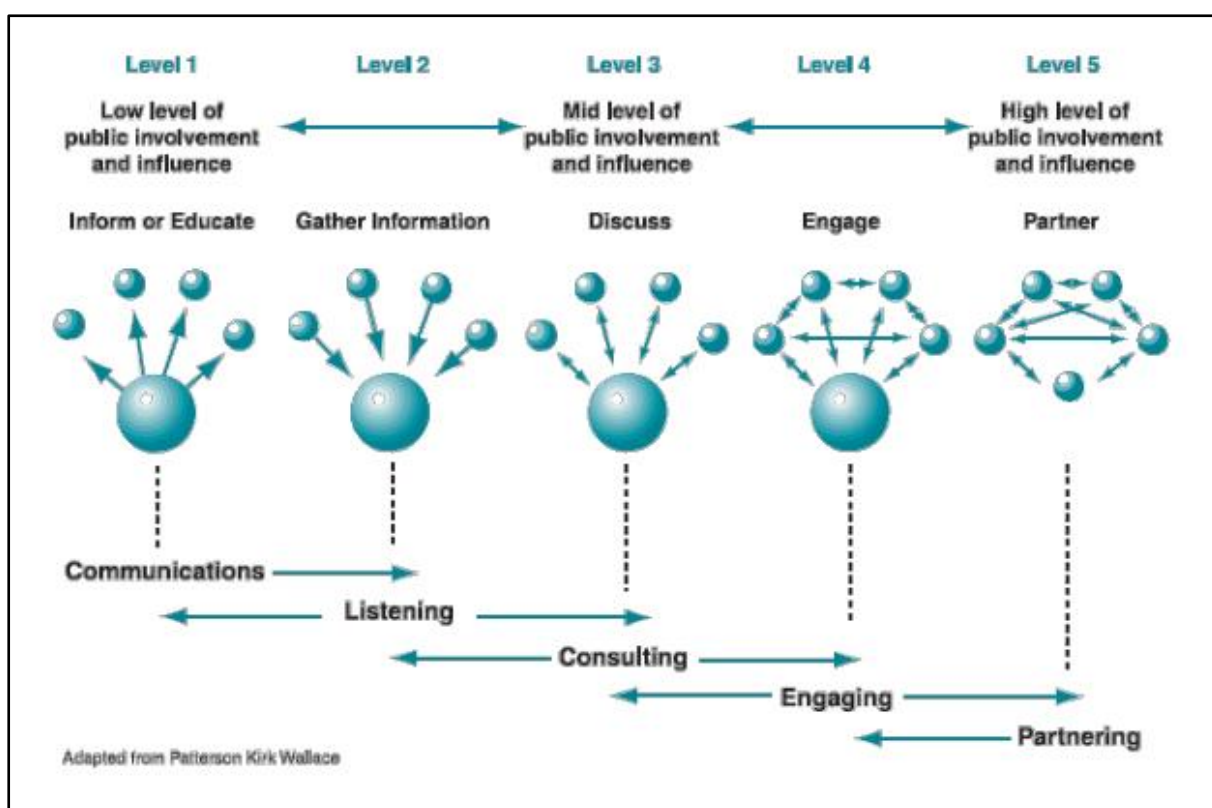 Level 1
Level 2
Level 3
Level 4
Level 5
Low level of
public involvement
and influence
Mid level of
public involvement
and influence
High level of
public involvement
and influence
Inform or Educate
Gather Information
Discuss
Engage
Partner
Communications
Listening
Consulting
Engaging
Partnering
Adapted from Patterson Kirk Wallace